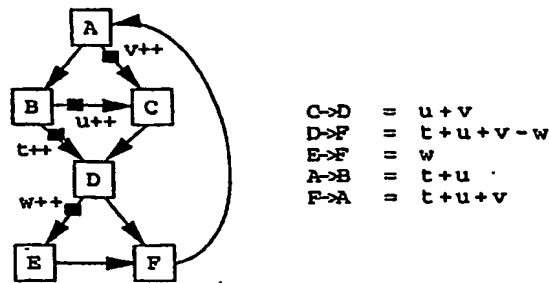 A
v++
B
C
u++
t++
D
w++
E
F
C->D = u+v
D->F = t+u+v-w
E->F = w
A->B = t+u
F->A = t+u+v